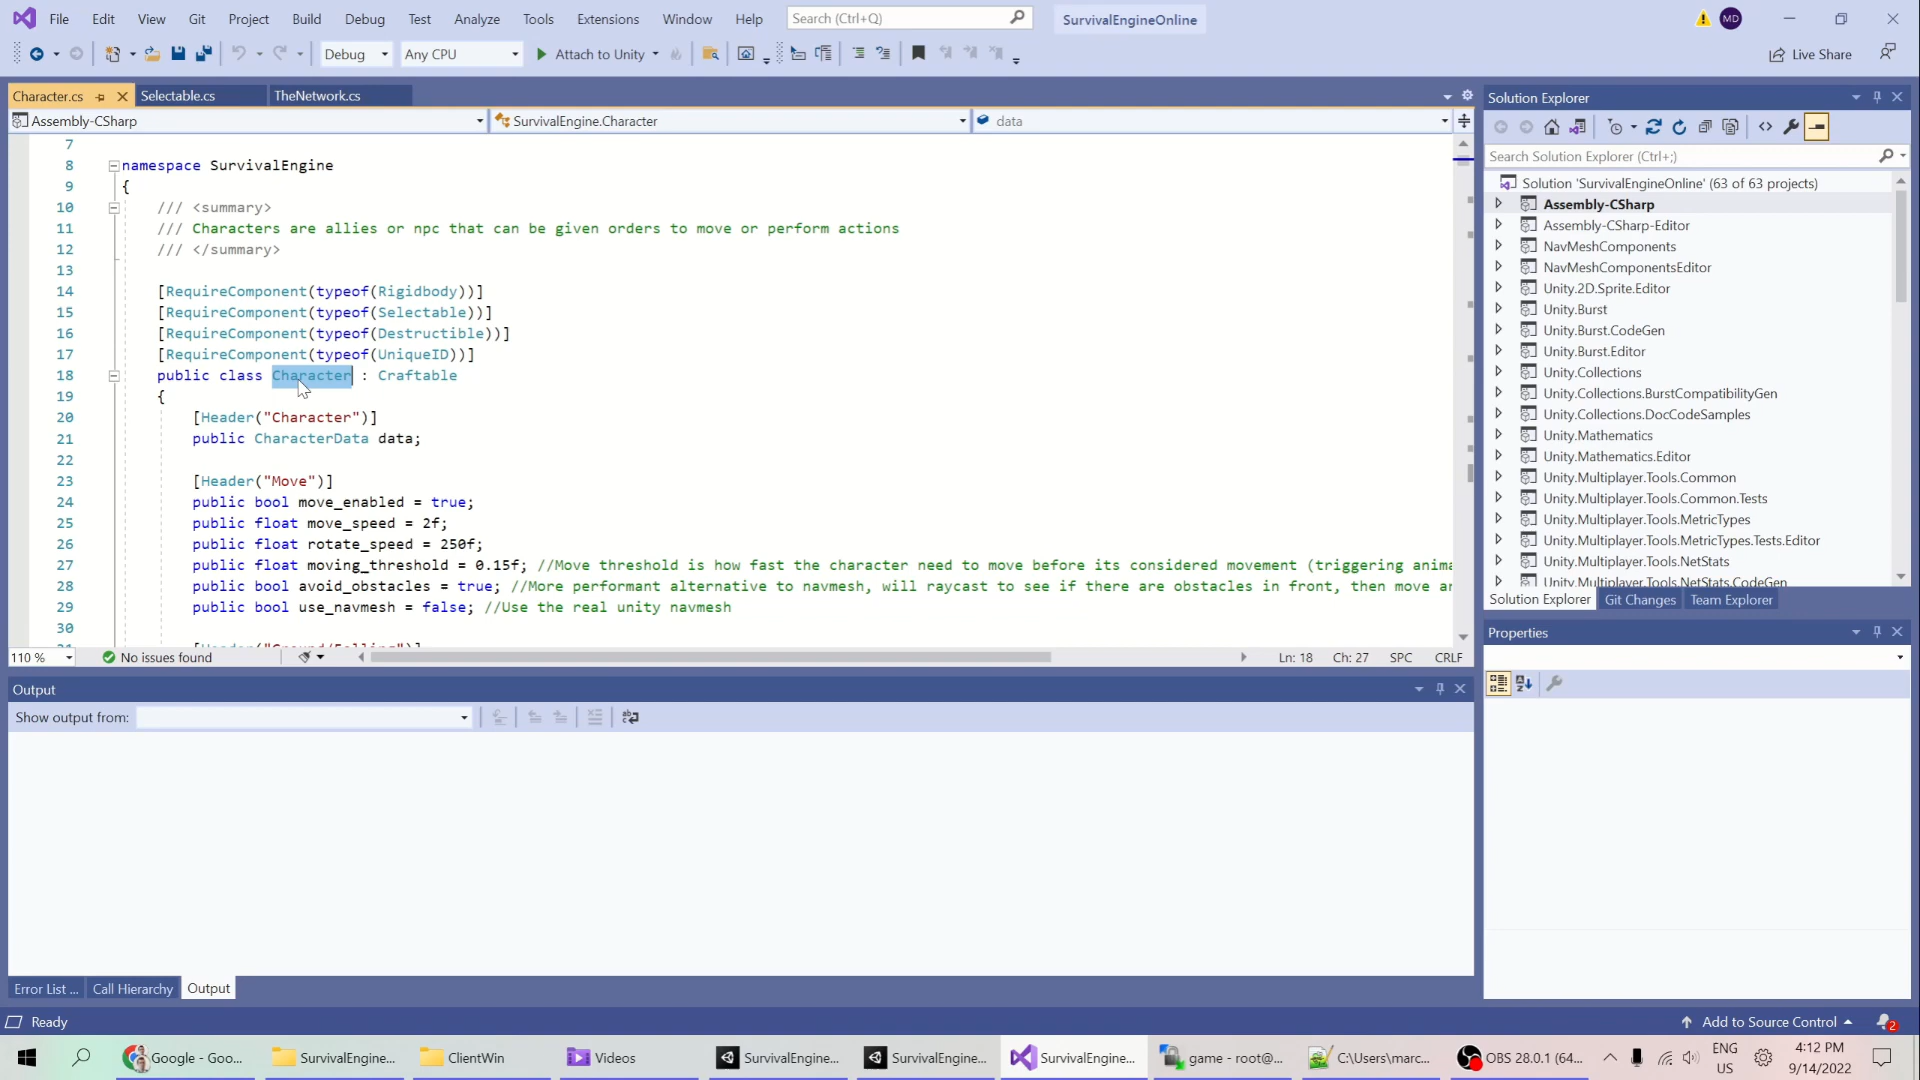 File Edit View Git Project Build Debug Test Analyze Tools Extensions Window Help Search (Ctrl+Q) SurvivalEngineOnline MD
Debug Any CPU Attach to Unity Live Share
Character.cs Selectable.cs TheNetwork.cs
Assembly-CSharp SurvivalEngine.Character data
7
8 namespace SurvivalEngine
9 {
10 /// <summary>
11 /// Characters are allies or npc that can be given orders to move or perform actions
12 /// </summary>
13
14 [RequireComponent(typeof(Rigidbody))]
15 [RequireComponent(typeof(Selectable))]
16 [RequireComponent(typeof(Destructible))]
17 [RequireComponent(typeof(UniqueID))]
18 public class Character : Craftable
19 {
20 [Header("Character")]
21 public CharacterData data;
22
23 [Header("Move")]
24 public bool move_enabled = true;
25 public float move_speed = 2f;
26 public float rotate_speed = 250f;
27 public float moving_threshold = 0.15f; //Move threshold is how fast the character need to move before its considered movement (triggering anima
28 public bool avoid_obstacles = true; //More performant alternative to navmesh, will raycast to see if there are obstacles in front, then move ar
29 public bool use_navmesh = false; //Use the real unity navmesh
30
110 % No issues found Ln: 18 Ch: 27 SPC CRLF
Output
Show output from:
Error List ... Call Hierarchy Output
Solution Explorer
Search Solution Explorer (Ctrl+;)
Solution 'SurvivalEngineOnline' (63 of 63 projects)
Assembly-CSharp
Assembly-CSharp-Editor
NavMeshComponents
NavMeshComponentsEditor
Unity.2D.Sprite.Editor
Unity.Burst
Unity.Burst.CodeGen
Unity.Burst.Editor
Unity.Collections
Unity.Collections.BurstCompatibilityGen
Unity.Collections.DocCodeSamples
Unity.Mathematics
Unity.Mathematics.Editor
Unity.Multiplayer.Tools.Common
Unity.Multiplayer.Tools.Common.Tests
Unity.Multiplayer.Tools.MetricTypes
Unity.Multiplayer.Tools.MetricTypes.Tests.Editor
Unity.Multiplayer.Tools.NetStats
Unity.Multiplayer.Tools.NetStats.CodeGen
Solution Explorer Git Changes Team Explorer
Properties
Ready Add to Source Control 2
Google - Goo... SurvivalEngine... ClientWin Videos SurvivalEngine... SurvivalEngine... SurvivalEngine... game - root@... C:\Users\marc... OBS 28.0.1 (64... ENG US 4:12 PM 9/14/2022